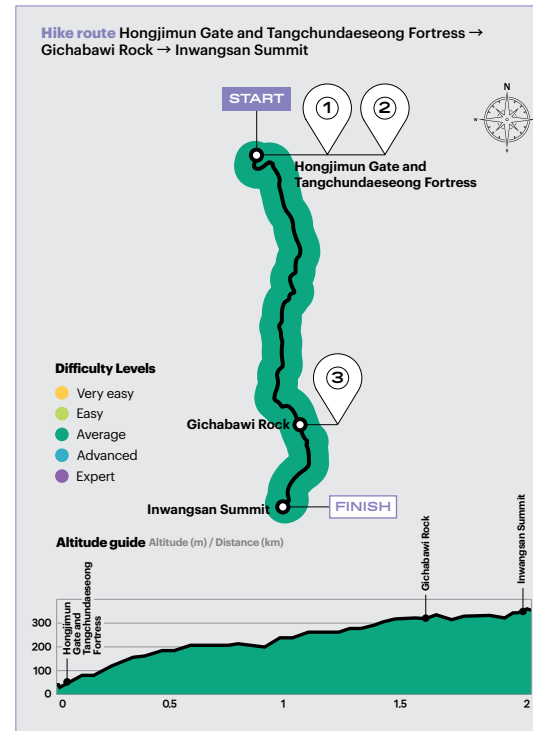 Hike route Hongjimun Gate and Tangchundaeseong Fortress →
Gichabawi Rock → Inwangsan Summit
START
1
2
N
W
E
S
Hongjimun Gate and
Tangchundaeseong Fortress
Difficulty Levels
Very easy
Easy
Average
Advanced
Expert
3
Gichabawi Rock
Inwangsan Summit
FINISH
Altitude guide Altitude (m) / Distance (km)
Hongjimun
Gate and
Tangchundaeseong
Fortress
Gichabawi Rock
Inwangsan Summit
300
200
100
0
0 0.5 1 1.5 2